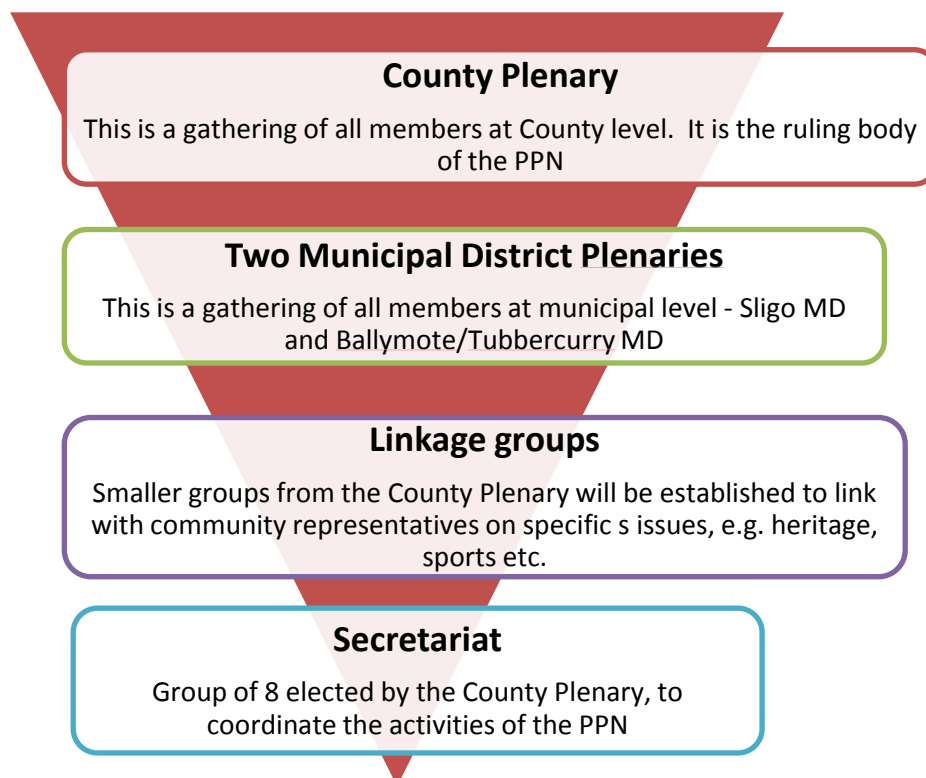 County Plenary
This is a gathering of all members at County level.  It is the ruling body
of the PPN
Two Municipal District Plenaries
This is a gathering of all members at municipal level - Sligo MD
and Ballymote/Tubbercurry MD
Linkage groups
Smaller groups from the County Plenary will be established to link
with community representatives on specific s issues, e.g. heritage,
sports etc.
Secretariat
Group of 8 elected by the County Plenary, to
coordinate the activities of the PPN